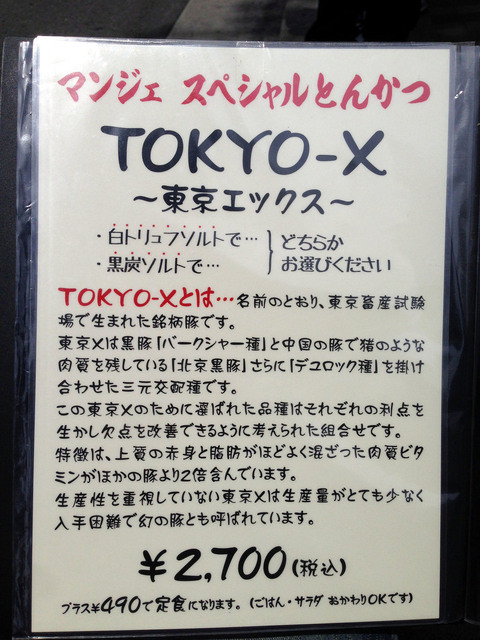 マンジェ スペシャルとんかつ
TOKYO-X
～東京エックス～
・白トリュフソルトで… どちらか
・黒炭ソルトで… お選びください
TOKYO-Xとは…名前のとおり、東京畜産試験
場で生まれた銘柄豚です。
東京Xは黒豚「バークシャー種」と中国の豚で猪のような
肉質を残している「北京黒豚」さらに「デュロック種」を掛け
合わせた三元交配種です。
この東京Xのために選ばれた品種はそれぞれの利点を
生かし欠点を改善できるように考えられた組合せです。
特徴は、上質の赤身と脂肪がほどよく混ざった肉質ビタ
ミンがほかの豚より2倍含んでいます。
生産性を重視していない東京Xは生産量がとても少なく
入手困難で幻の豚とも呼ばれています。
¥2,700(税込)
プラス¥490で定食になります。(ごはん・サラダ おかわりOKです)